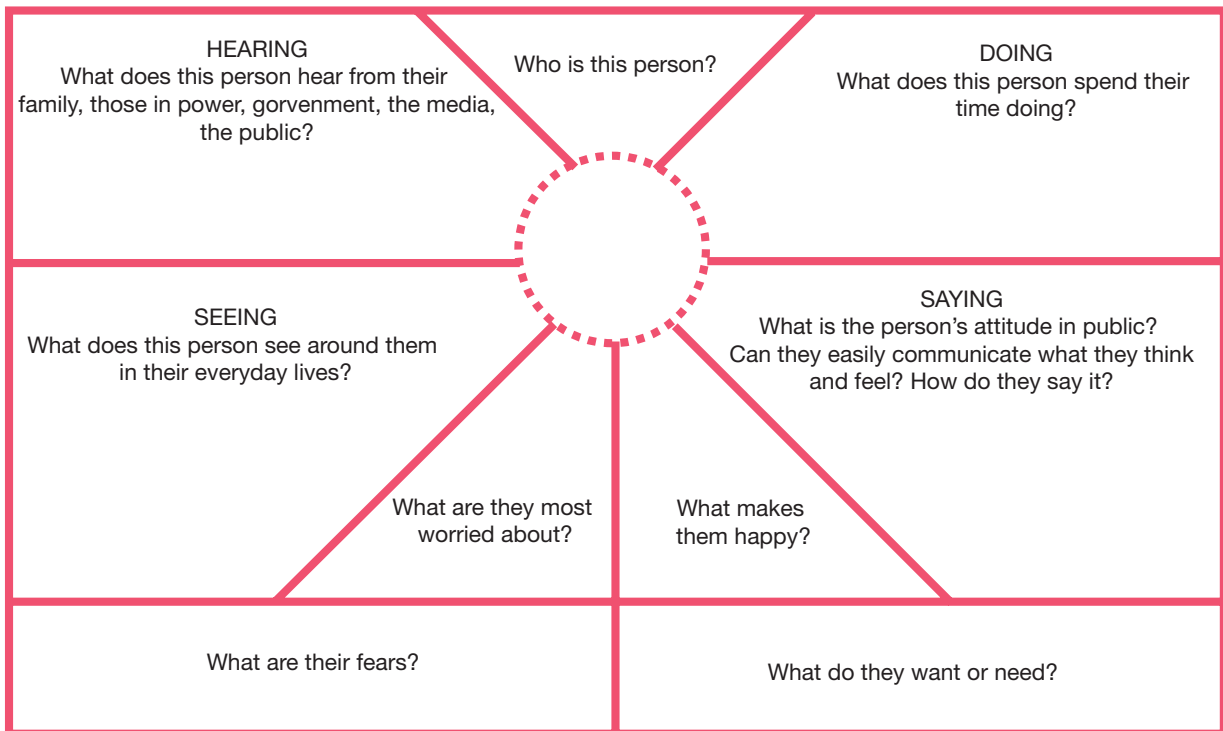 HEARING
What does this person hear from their
family, those in power, gorvenment, the media,
the public?
Who is this person?
DOING
What does this person spend their
time doing?
SEEING
What does this person see around them
in their everyday lives?
SAYING
What is the person’s attitude in public?
Can they easily communicate what they think
and feel? How do they say it?
What are they most
worried about?
What makes
them happy?
What are their fears?
What do they want or need?